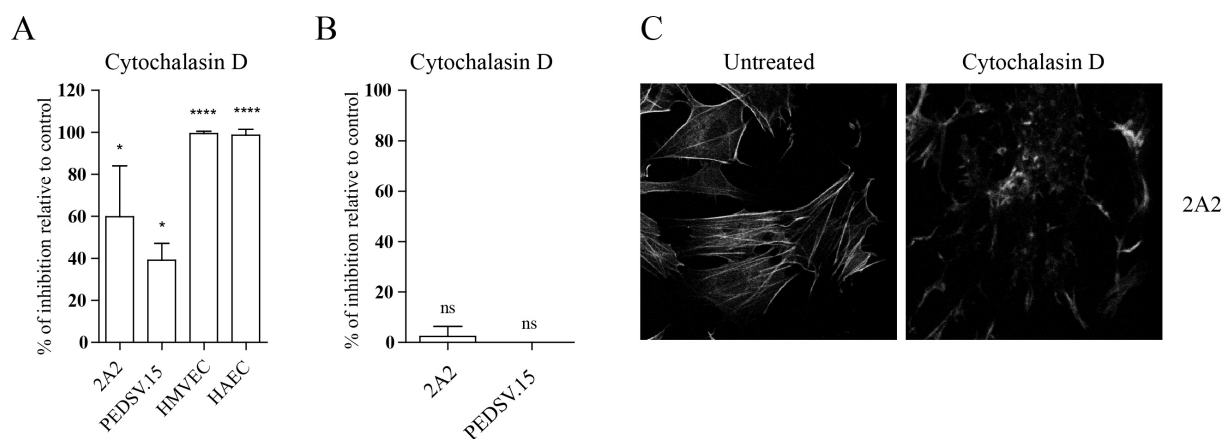 A
Cytochalasin D
% of inhibition relative to control
120
100
80
60
40
20
0
*
*
****
****
2A2
PEDSV.15
HMVEC
HAEC
B
Cytochalasin D
% of inhibition relative to control
100
80
60
40
20
0
ns
ns
2A2
PEDSV.15
C
Untreated
Cytochalasin D
2A2